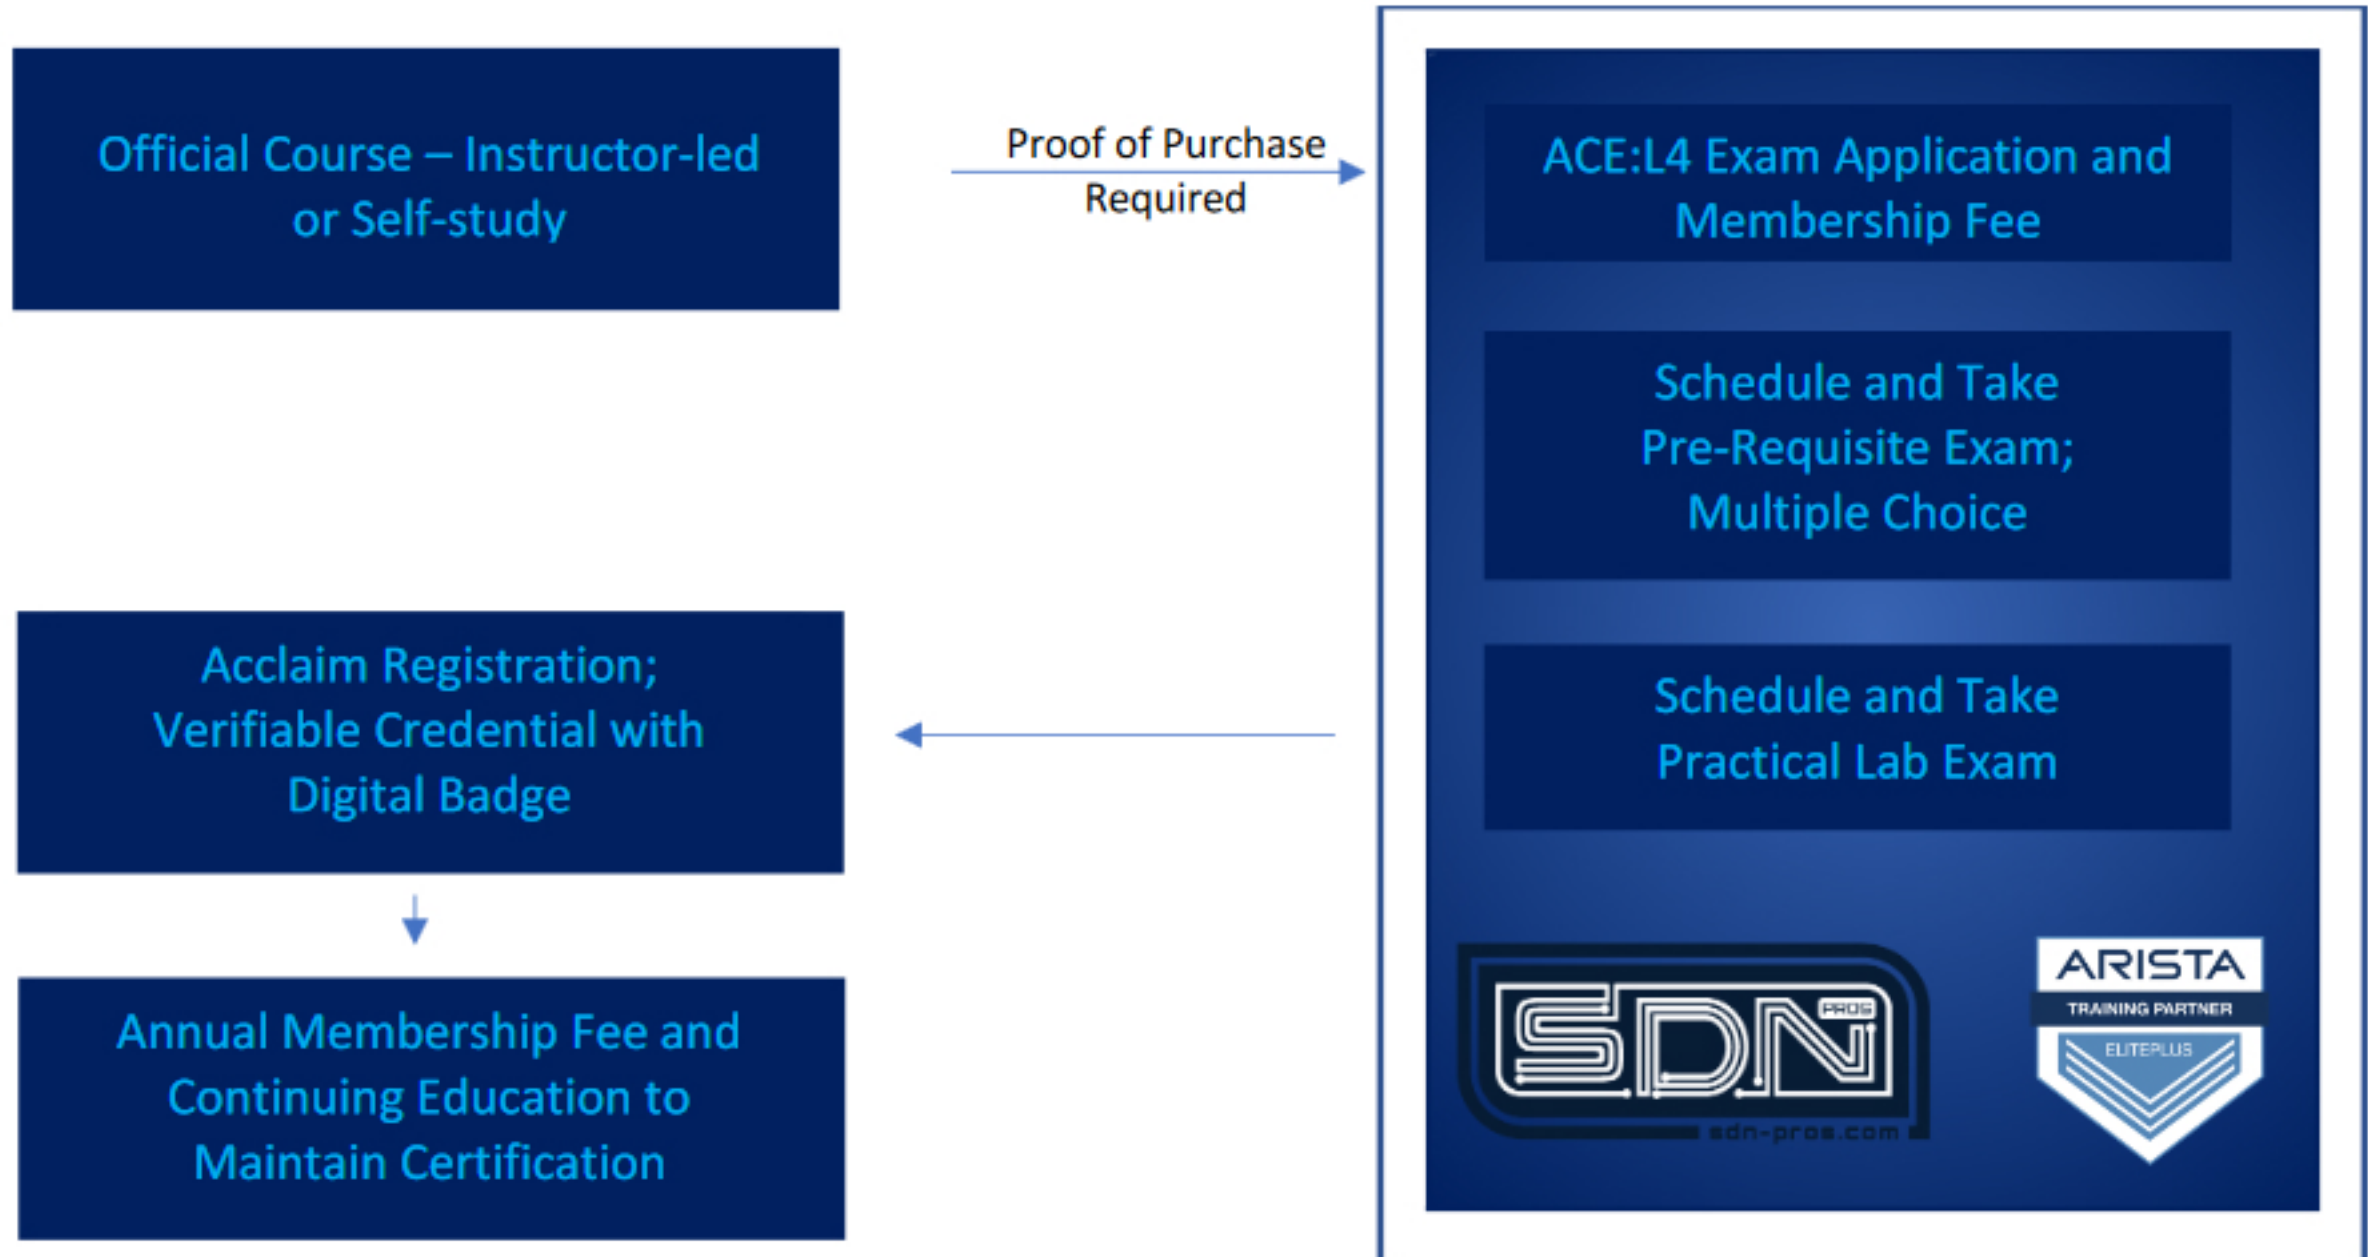 Official Course – Instructor-led
or Self-study
Proof of Purchase
Required
ACE:L4 Exam Application and
Membership Fee
Schedule and Take
Pre-Requisite Exam;
Multiple Choice
Schedule and Take
Practical Lab Exam
Acclaim Registration;
Verifiable Credential with
Digital Badge
Annual Membership Fee and
Continuing Education to
Maintain Certification
SDN
PROS
sdn-pros.com
ARISTA
TRAINING PARTNER
ELITEPLUS